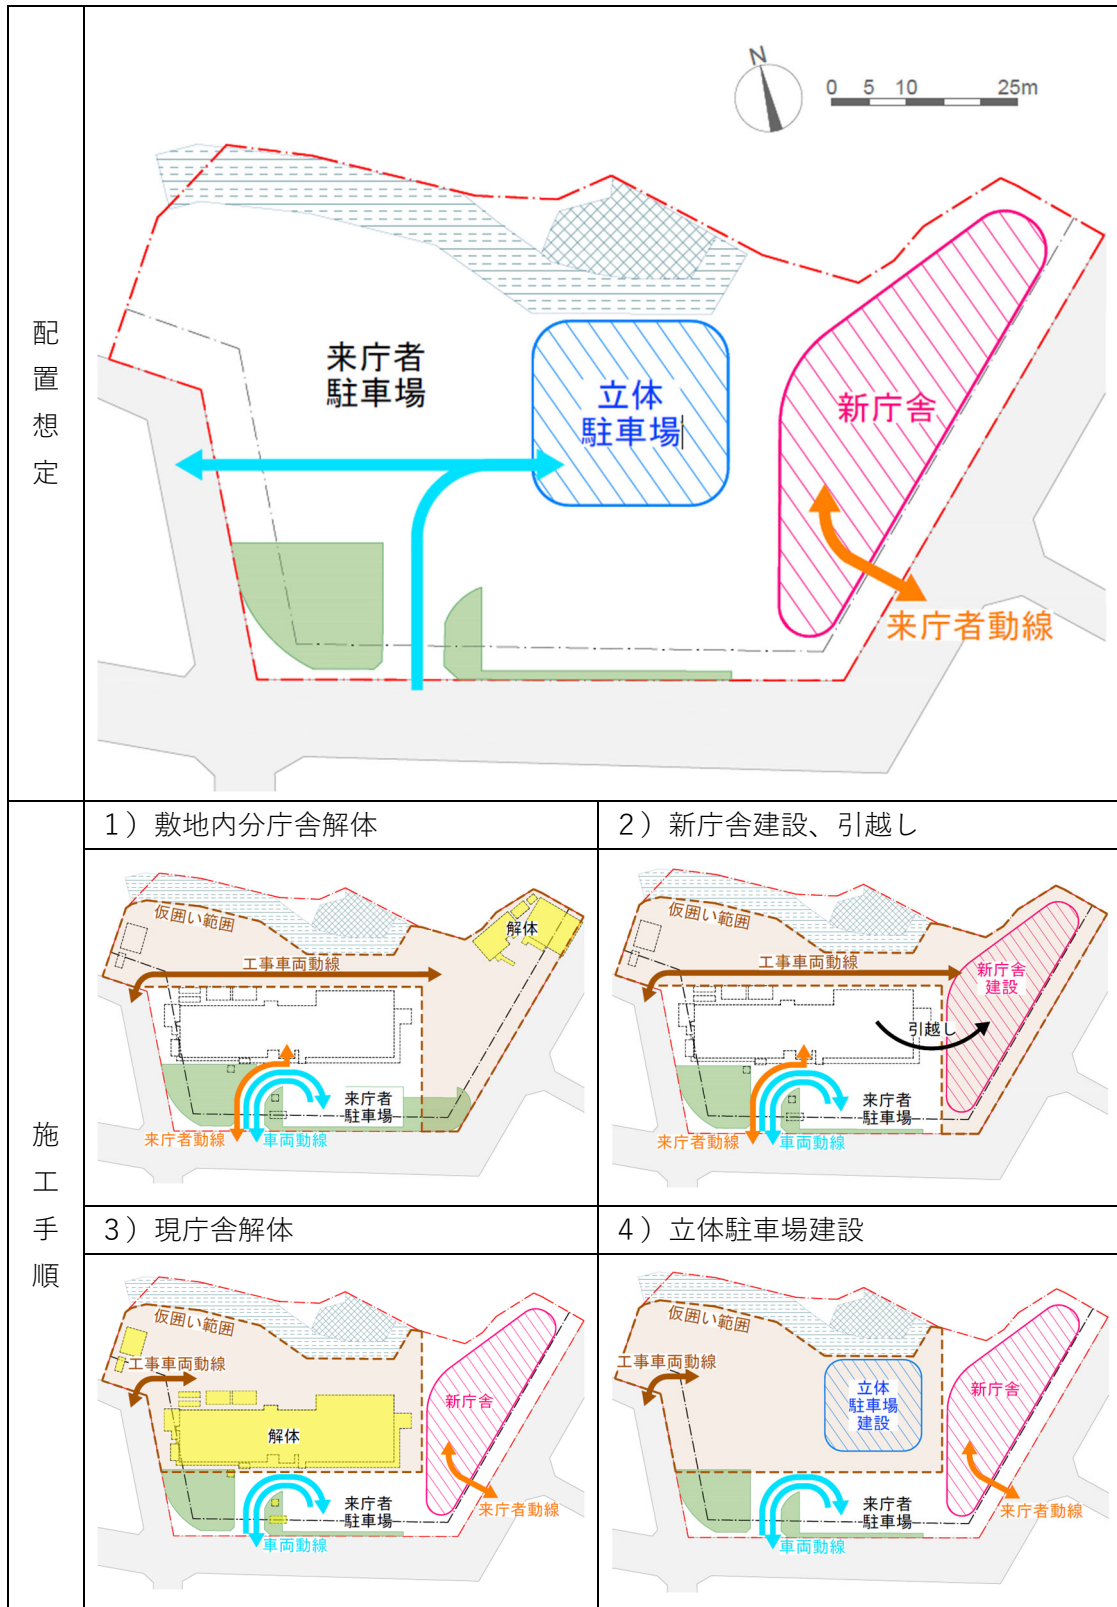 配置想定
N
0 5 10 25m
来庁者
駐車場
立体
駐車場
新庁舎
来庁者動線
施工手順
1）敷地内分庁舎解体
仮囲い範囲
解体
工事車両動線
来庁者
駐車場
来庁者動線
車両動線
2）新庁舎建設、引越し
仮囲い範囲
工事車両動線
新庁舎
建設
引越し
来庁者
駐車場
来庁者動線
車両動線
3）現庁舎解体
仮囲い範囲
工事車両動線
新庁舎
解体
来庁者
駐車場
来庁者動線
車両動線
4）立体駐車場建設
仮囲い範囲
工事車両動線
立体
駐車場
建設
新庁舎
来庁者
駐車場
来庁者動線
車両動線